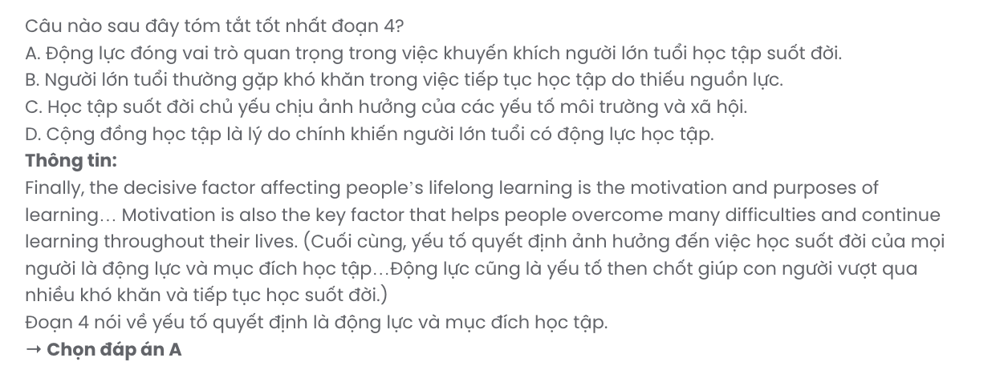 Câu nào sau đây tóm tắt tốt nhất đoạn 4?
A. Động lực đóng vai trò quan trọng trong việc khuyến khích người lớn tuổi học tập suốt đời.
B. Người lớn tuổi thường gặp khó khăn trong việc tiếp tục học tập do thiếu nguồn lực.
C. Học tập suốt đời chủ yếu chịu ảnh hưởng của các yếu tố môi trường và xã hội.
D. Cộng đồng học tập là lý do chính khiến người lớn tuổi có động lực học tập.
Thông tin:
Finally, the decisive factor affecting people’s lifelong learning is the motivation and purposes of
learning… Motivation is also the key factor that helps people overcome many difficulties and continue
learning throughout their lives. (Cuối cùng, yếu tố quyết định ảnh hưởng đến việc học suốt đời của mọi
người là động lực và mục đích học tập…Động lực cũng là yếu tố then chốt giúp con người vượt qua
nhiều khó khăn và tiếp tục học suốt đời.)
Đoạn 4 nói về yếu tố quyết định là động lực và mục đích học tập.
→ Chọn đáp án A